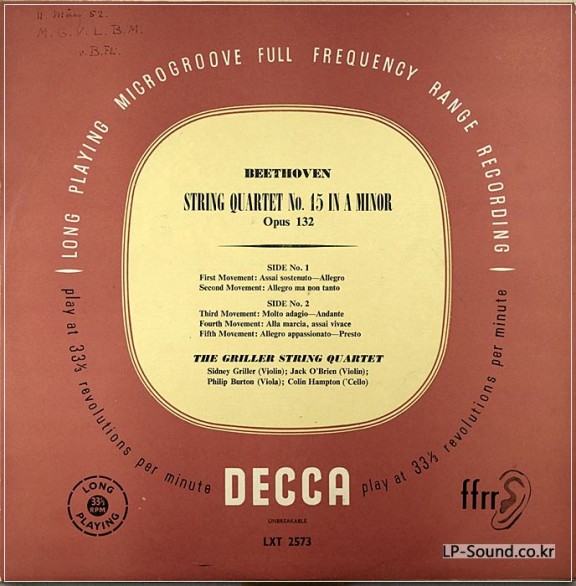 11. März 52.
M. G. V. L. B. M.
v. B. Fl.
LONG PLAYING MICROGROOVE FULL FREQUENCY RANGE RECORDING
BEETHOVEN
STRING QUARTET No. 15 IN A MINOR
Opus 132
SIDE No. 1
First Movement: Assai sostenuto—Allegro
Second Movement: Allegro ma non tanto
SIDE No. 2
Third Movement: Molto adagio—Andante
Fourth Movement: Alla marcia, assai vivace
Fifth Movement: Allegro appassionato—Presto
THE GRILLER STRING QUARTET
Sidney Griller (Violin); Jack O'Brien (Violin);
Philip Burton (Viola); Colin Hampton ('Cello)
play at 33⅓ revolutions per minute
play at 33⅓ revolutions per minute
LONG
33⅓
RPM
PLAYING
DECCA
ffrr
UNBREAKABLE
LXT 2573
LP-Sound.co.kr